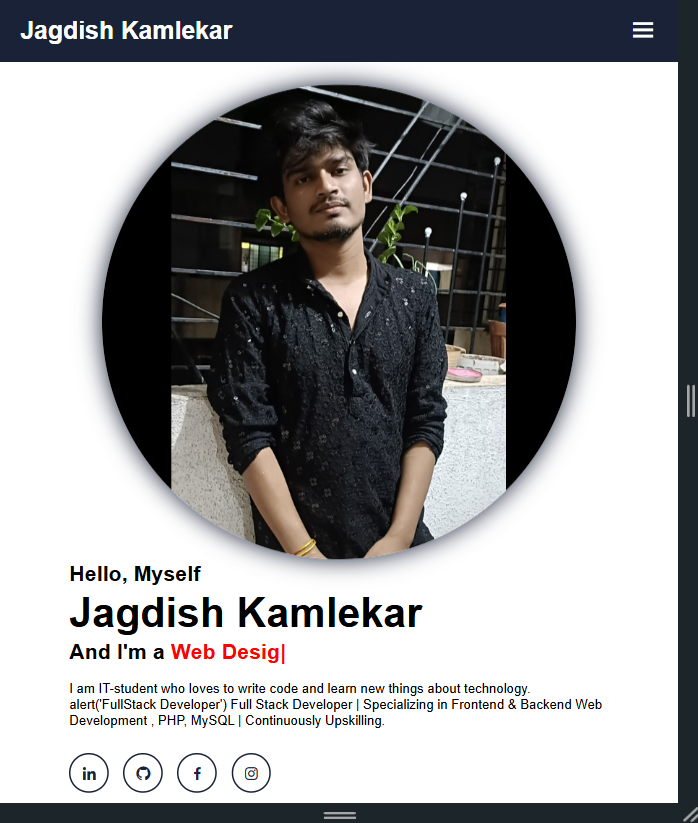 Jagdish Kamlekar
Hello, Myself
Jagdish Kamlekar
And I'm a Web Desig|
I am IT-student who loves to write code and learn new things about technology.
alert('FullStack Developer') Full Stack Developer | Specializing in Frontend & Backend Web
Development , PHP, MySQL | Continuously Upskilling.
in
f